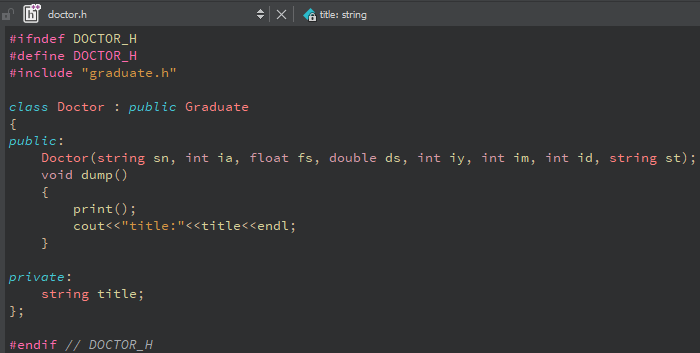 doctor.h title: string
#ifndef DOCTOR_H
#define DOCTOR_H
#include "graduate.h"

class Doctor : public Graduate
{
public:
    Doctor(string sn, int ia, float fs, double ds, int iy, int im, int id, string st);
    void dump()
    {
        print();
        cout<<"title:"<<title<<endl;
    }

private:
    string title;
};

#endif // DOCTOR_H